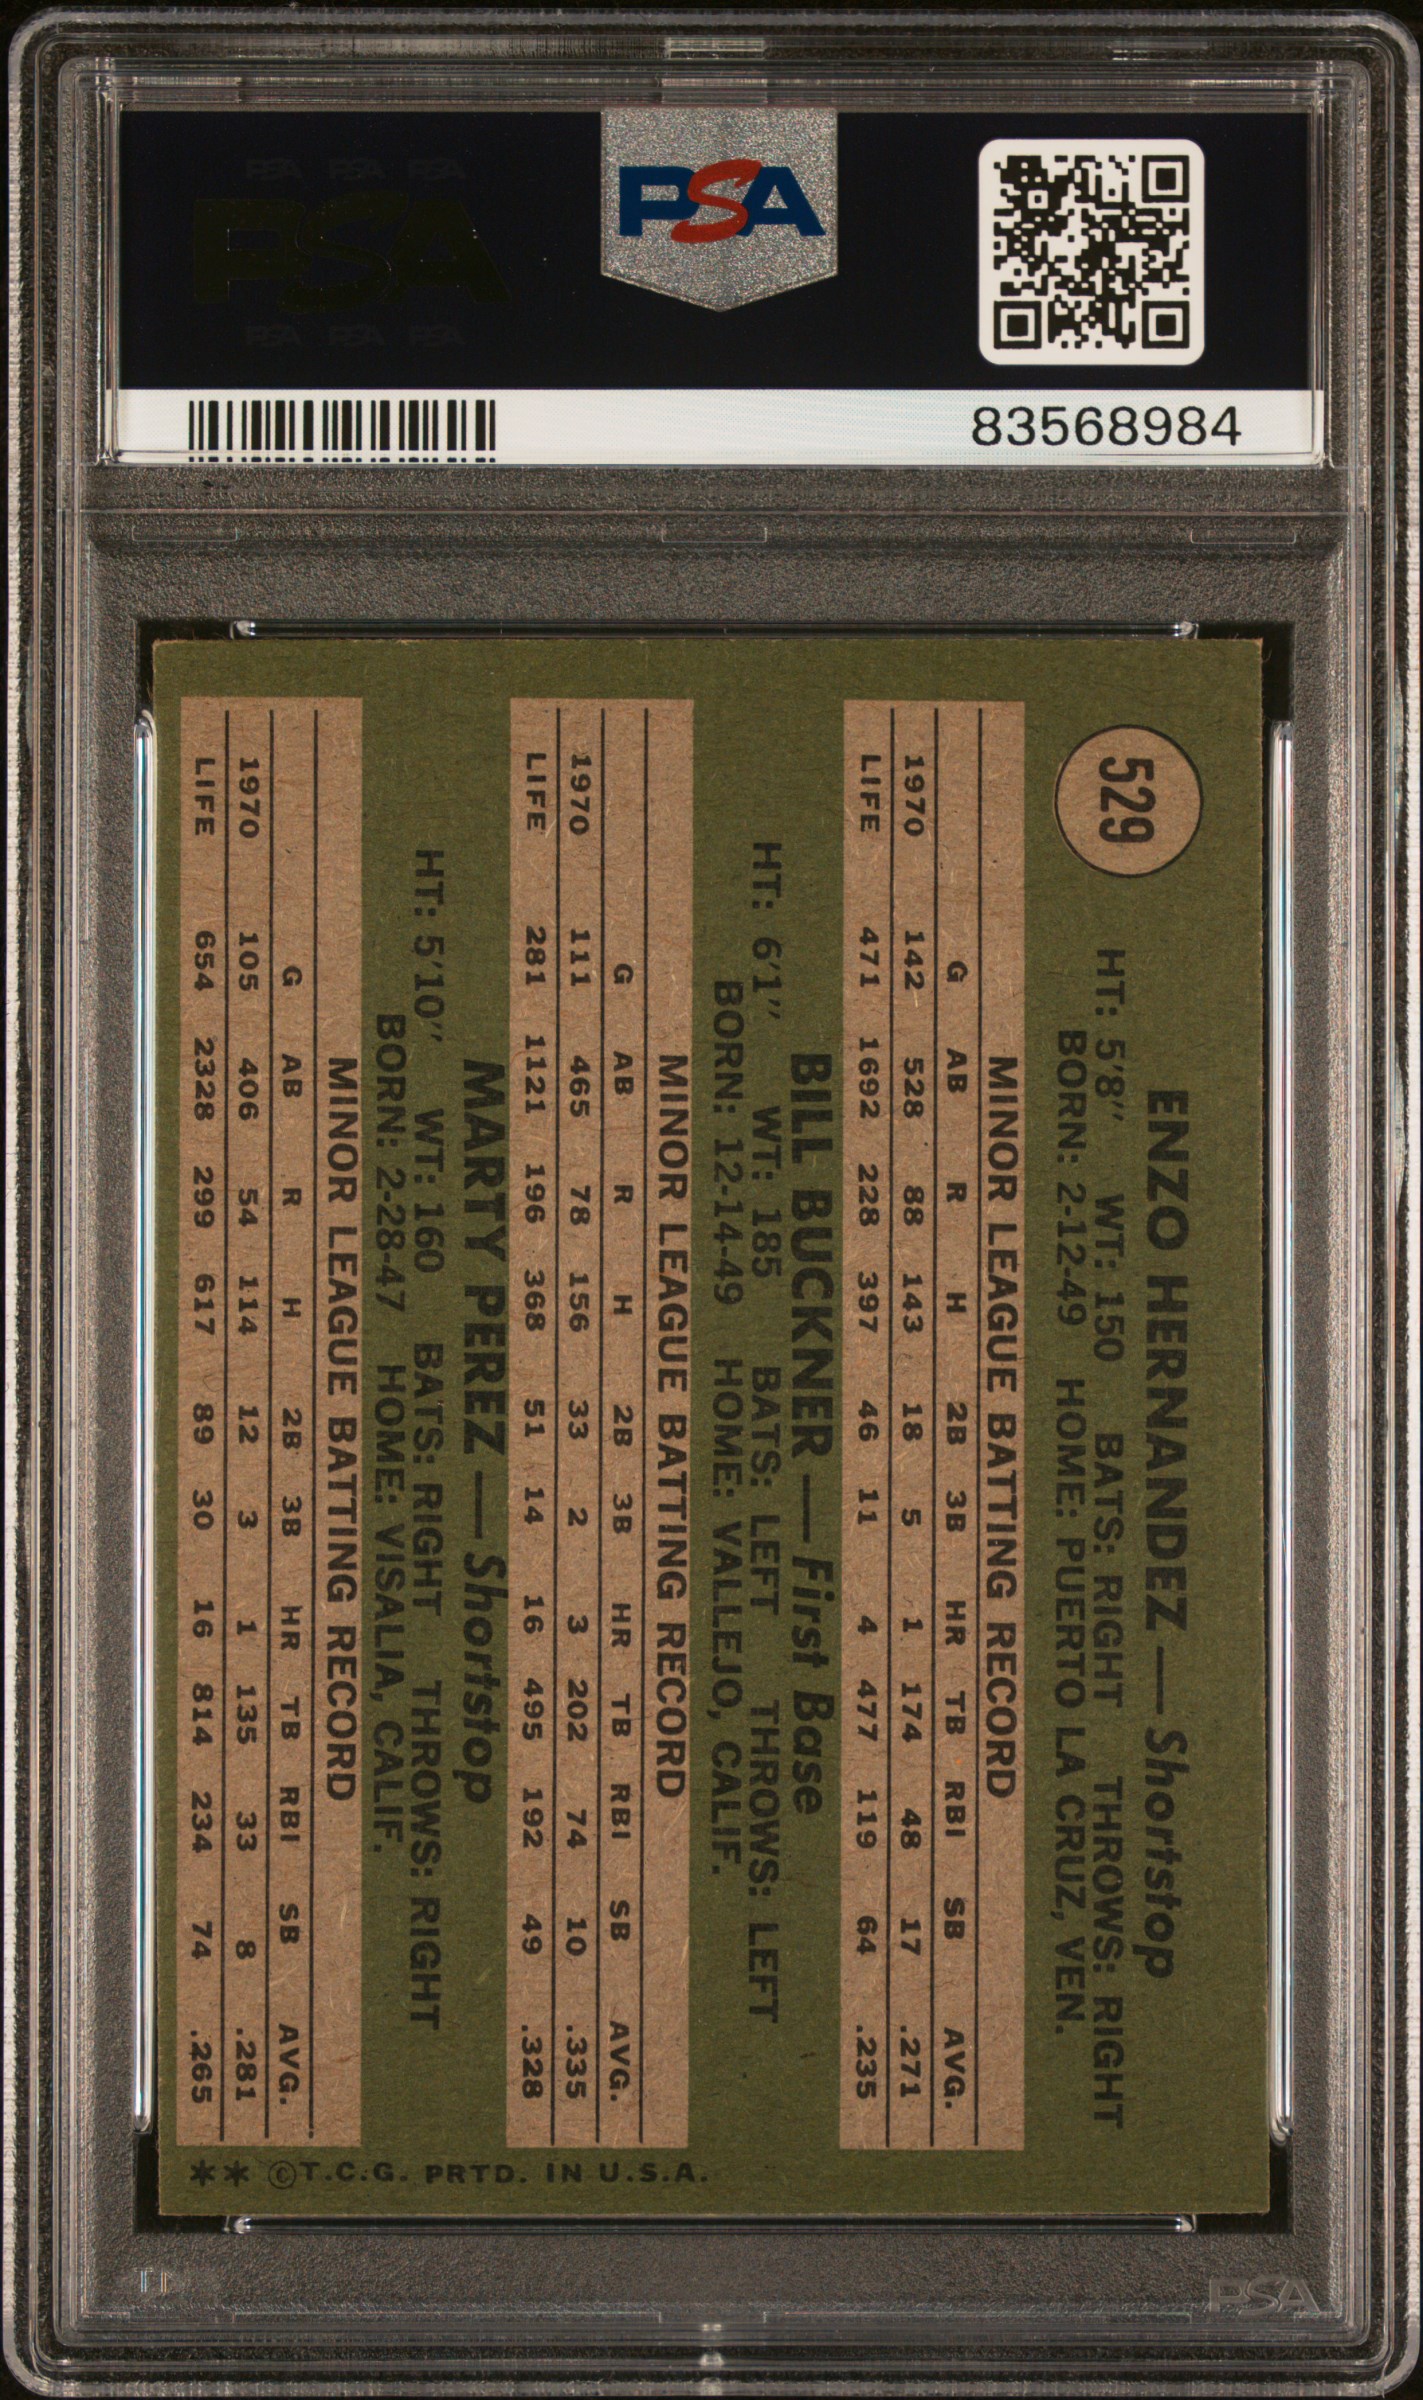 PSA PSA PSA
PSA
PSA PSA PSA
PSA
83568984
529
ENZO HERNANDEZ — Shortstop
HT: 5'8" WT: 150 BATS: RIGHT THROWS: RIGHT
BORN: 2-12-49 HOME: PUERTO LA CRUZ, VEN.
MINOR LEAGUE BATTING RECORD
G AB R H 2B 3B HR TB RBI SB AVG.
1970 142 528 88 143 18 5 1 174 48 17 .271
LIFE 471 1692 228 397 46 11 4 477 119 64 .235
BILL BUCKNER — First Base
HT: 6'1" WT: 185 BATS: LEFT THROWS: LEFT
BORN: 12-14-49 HOME: VALLEJO, CALIF.
MINOR LEAGUE BATTING RECORD
G AB R H 2B 3B HR TB RBI SB AVG.
1970 111 465 78 156 33 2 3 202 74 10 .335
LIFE 281 1121 196 368 51 14 16 495 192 49 .328
MARTY PEREZ — Shortstop
HT: 5'10" WT: 160 BATS: RIGHT THROWS: RIGHT
BORN: 2-28-47 HOME: VISALIA, CALIF.
MINOR LEAGUE BATTING RECORD
G AB R H 2B 3B HR TB RBI SB AVG.
1970 105 406 54 114 12 3 1 135 33 8 .281
LIFE 654 2328 299 617 89 30 16 814 234 74 .265
** ©T.C.G. PRTD. IN U.S.A.
PSA